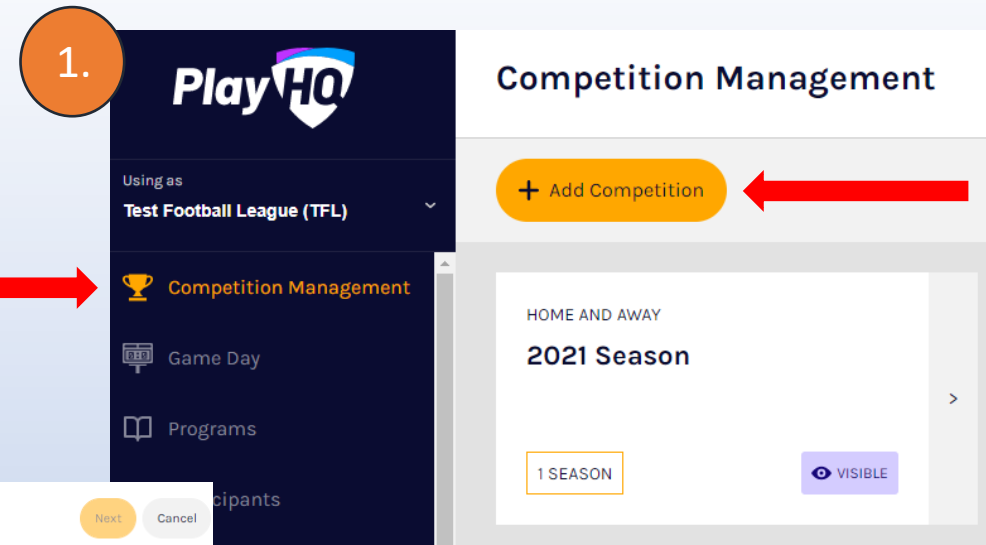 1.
PlayHQ
Using as
Test Football League (TFL)
Competition Management
Game Day
Programs
cipants
Next
Cancel
Competition Management
+ Add Competition
HOME AND AWAY
2021 Season
>
1 SEASON
VISIBLE